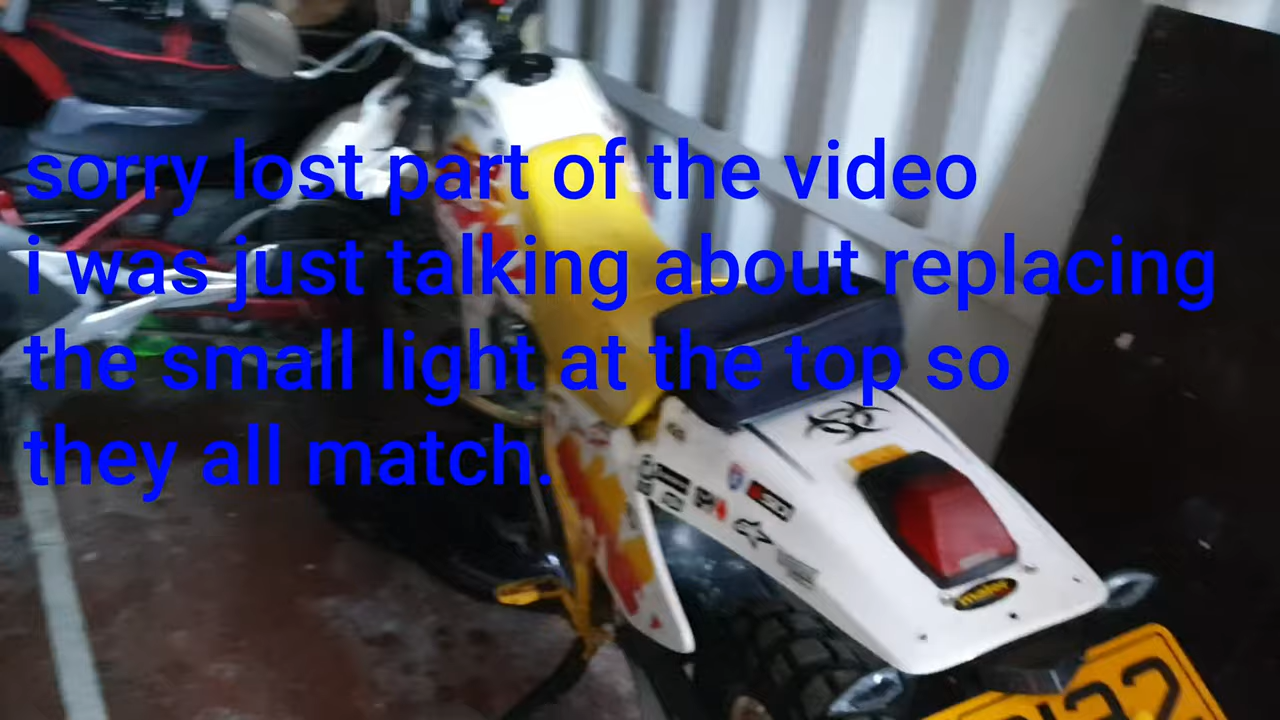 sorry lost part of the video
i was just talking about replacing
the small light at the top so
they all match.